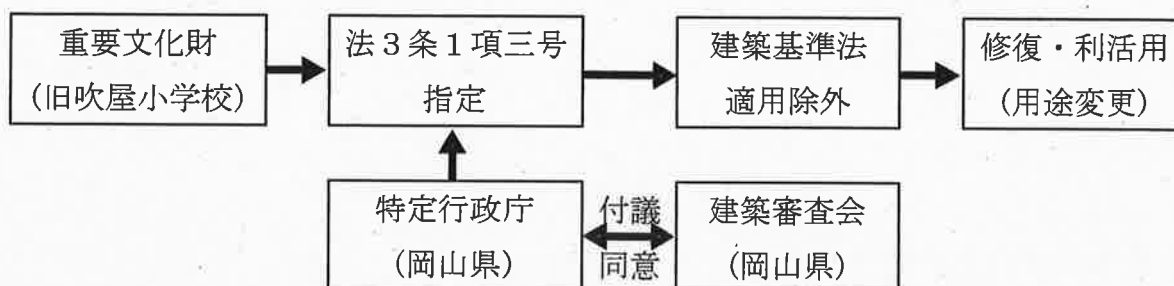 重要文化財
(旧吹屋小学校)
法３条１項三号
指定
建築基準法
適用除外
修復・利活用
(用途変更)
特定行政庁
(岡山県)
付議
同意
建築審査会
(岡山県)